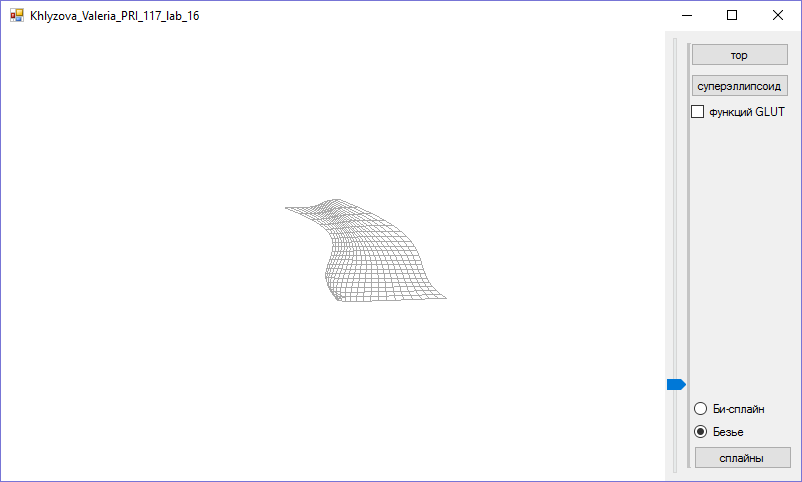 Khlyzova_Valeria_PRI_117_lab_16
тор
суперэллипсоид
функций GLUT
Би-сплайн
Безье
сплайны